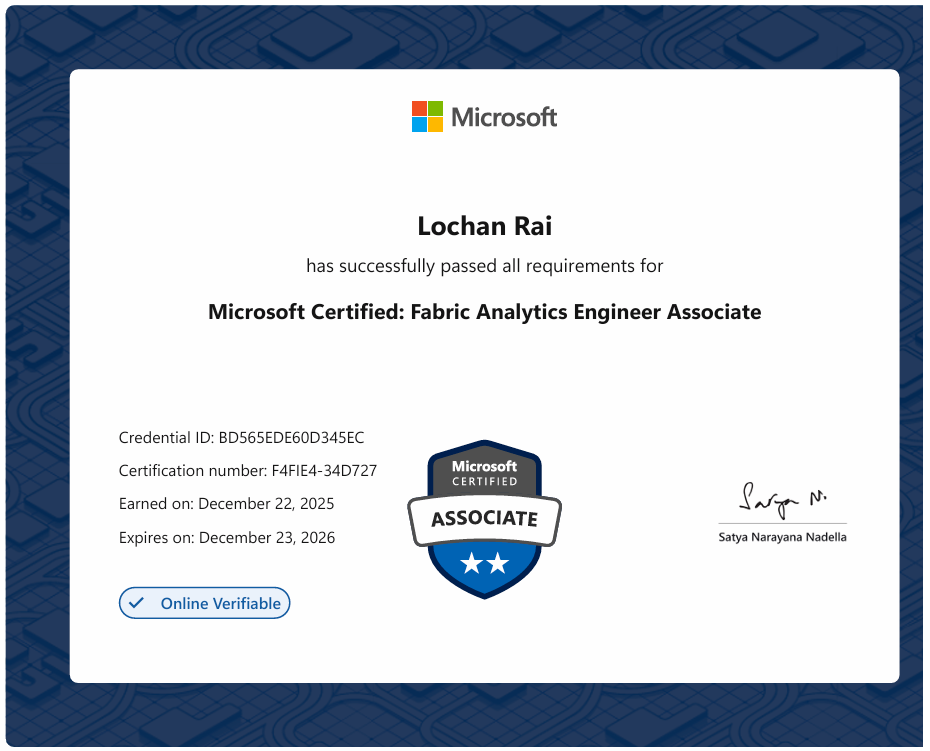 Microsoft
Lochan Rai
has successfully passed all requirements for
Microsoft Certified: Fabric Analytics Engineer Associate
Credential ID: BD565EDE60D345EC
Certification number: F4FIE4-34D727
Earned on: December 22, 2025
Expires on: December 23, 2026
Online Verifiable
Microsoft
CERTIFIED
ASSOCIATE
Satya N.
Satya Narayana Nadella